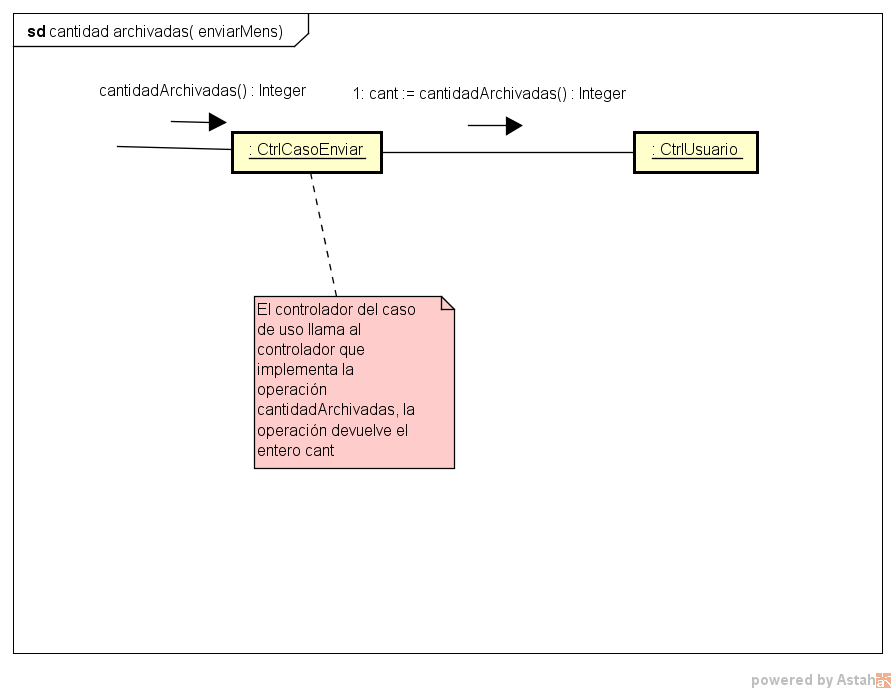 sd cantidad archivadas( enviarMens)
cantidadArchivadas() : Integer
1: cant := cantidadArchivadas() : Integer
: CtrlCasoEnviar
: CtrlUsuario
El controlador del caso
de uso llama al
controlador que
implementa la
operación
cantidadArchivadas, la
operación devuelve el
entero cant
powered by Astah